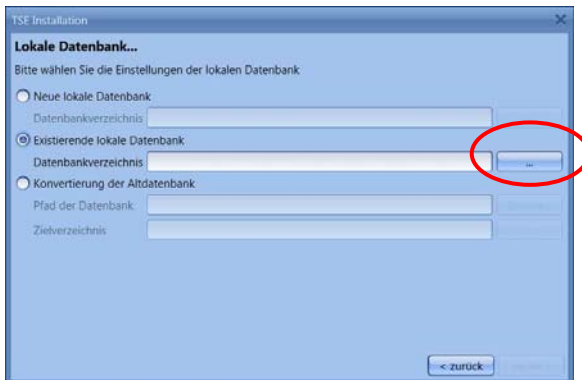 TSE Installation
Lokale Datenbank...
Bitte wählen Sie die Einstellungen der lokalen Datenbank
Neue lokale Datenbank
Datenbankverzeichnis
Existierende lokale Datenbank
Datenbankverzeichnis ...
Konvertierung der Altdatenbank
Pfad der Datenbank
Zielverzeichnis
< zurück